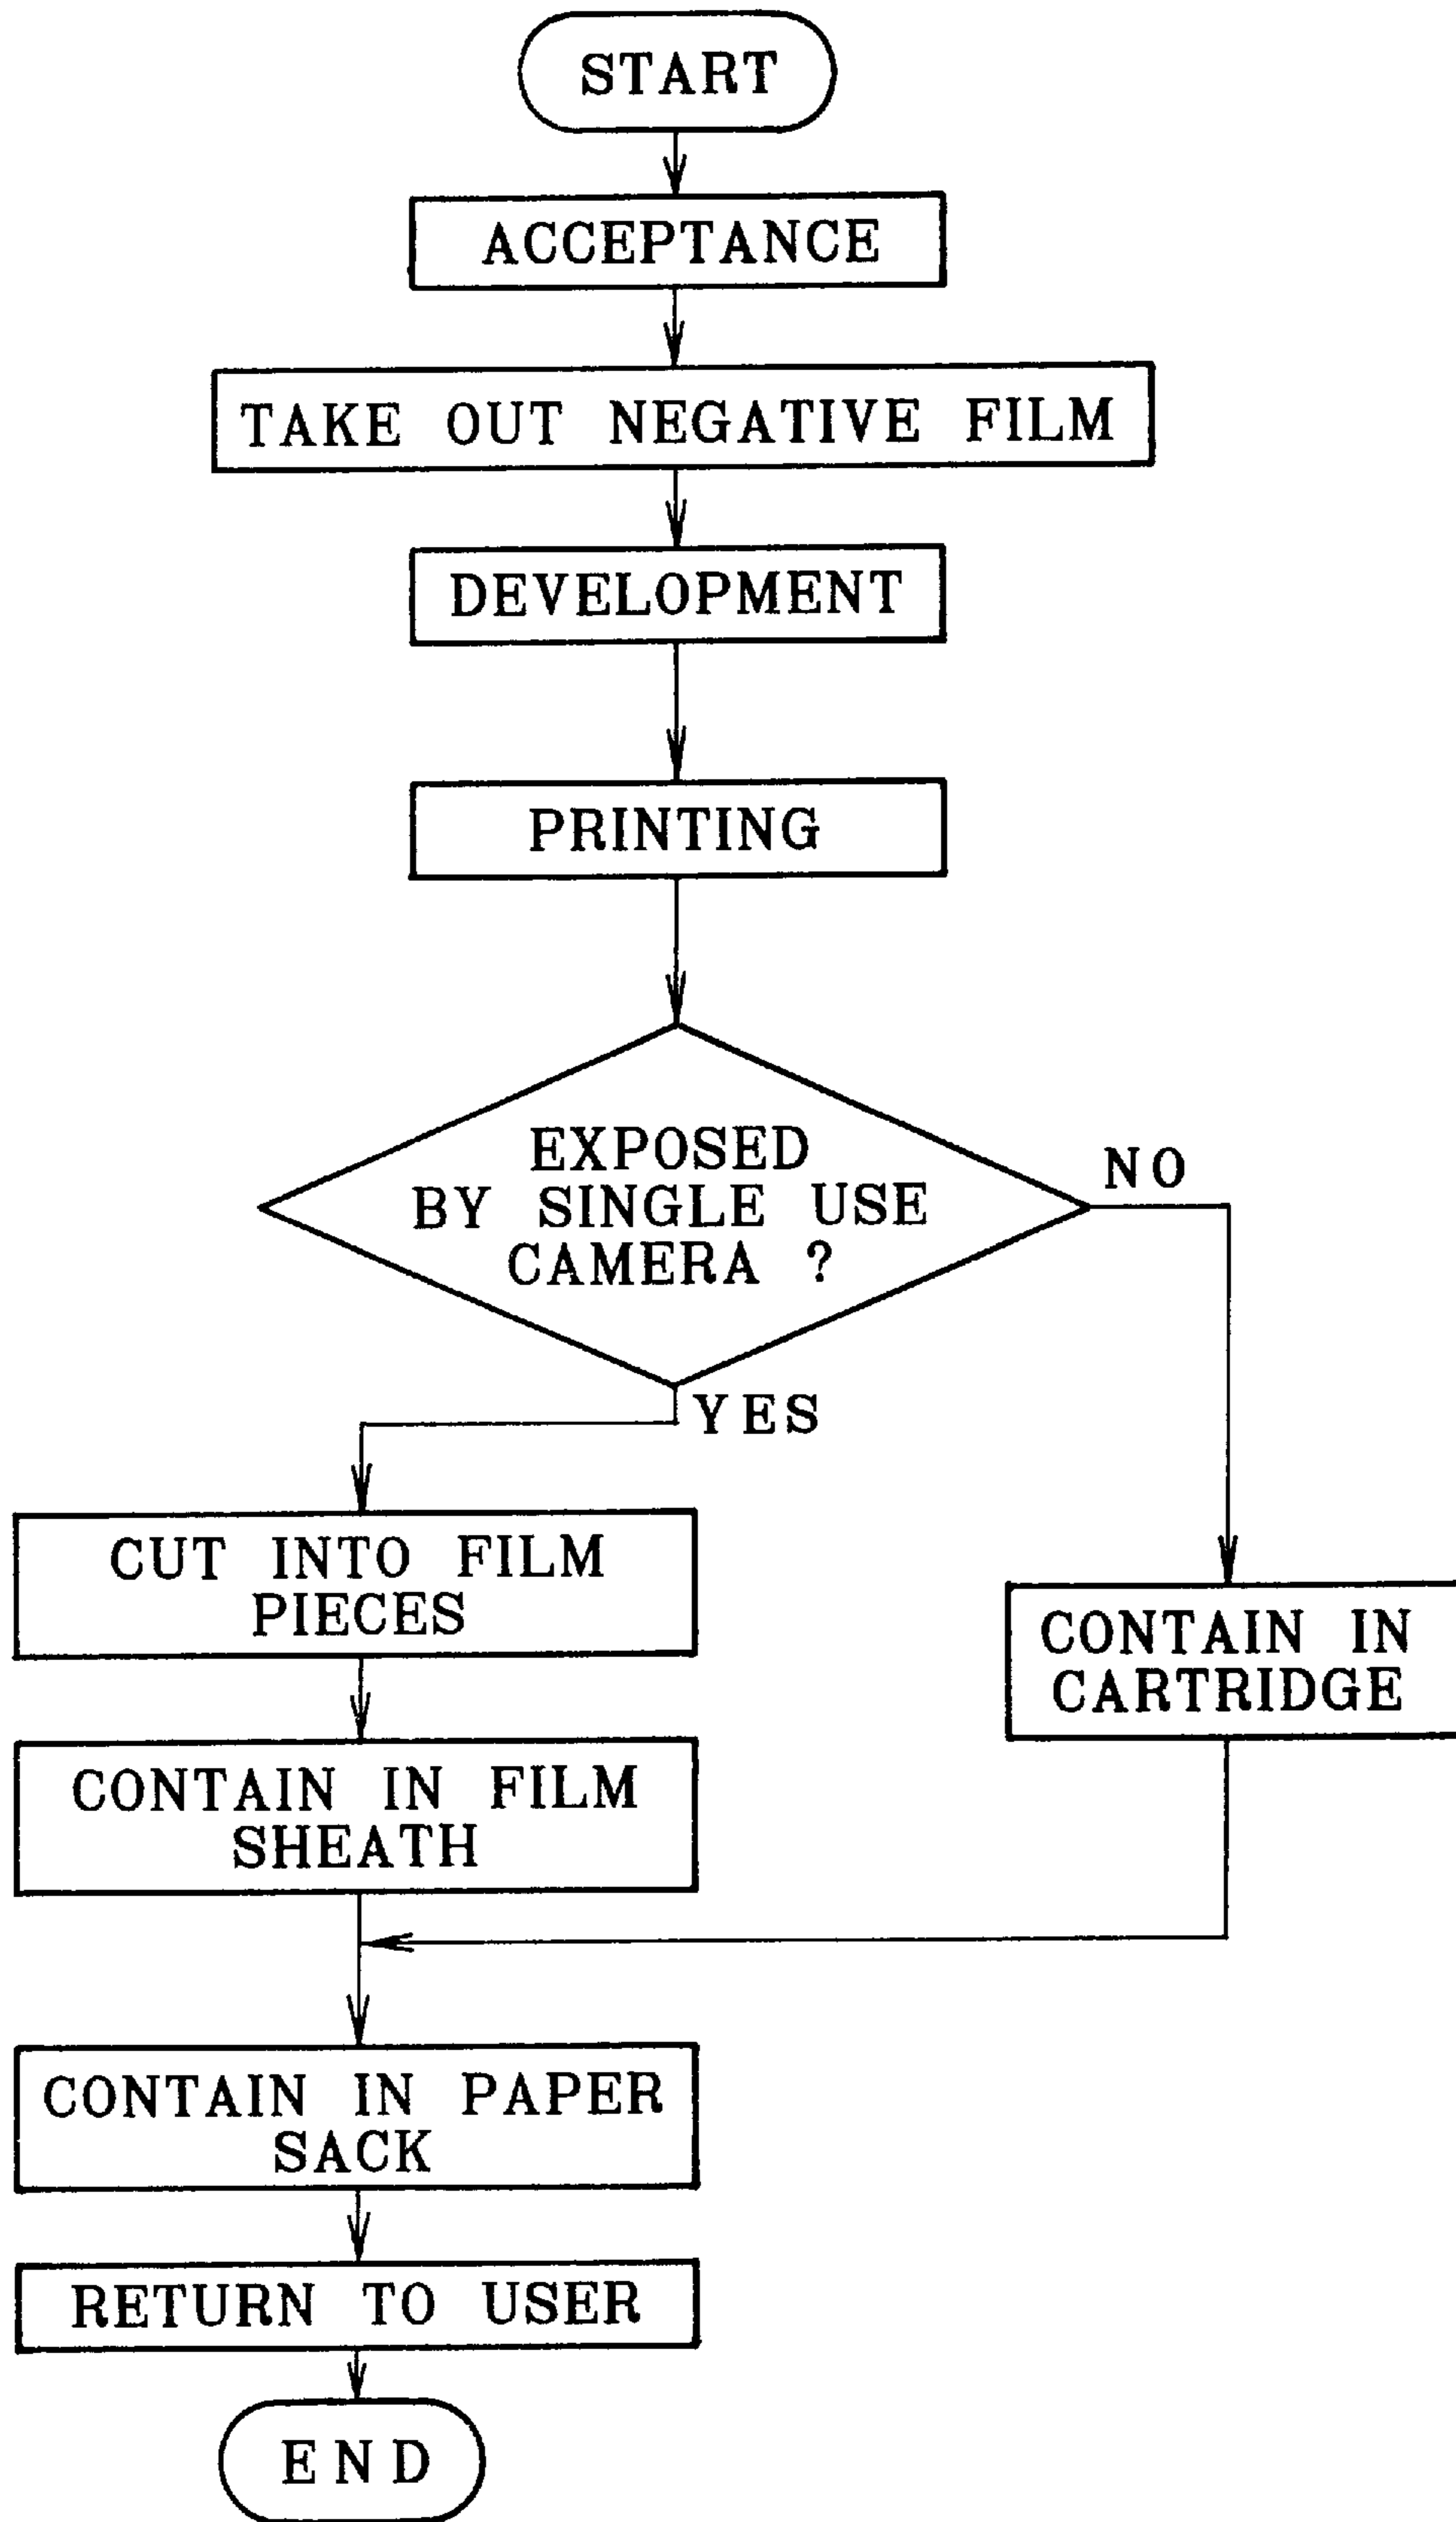 START
ACCEPTANCE
TAKE OUT NEGATIVE FILM
DEVELOPMENT
PRINTING
EXPOSED
BY SINGLE USE
CAMERA ?
NO
YES
CUT INTO FILM
PIECES
CONTAIN IN
CARTRIDGE
CONTAIN IN FILM
SHEATH
CONTAIN IN PAPER
SACK
RETURN TO USER
END